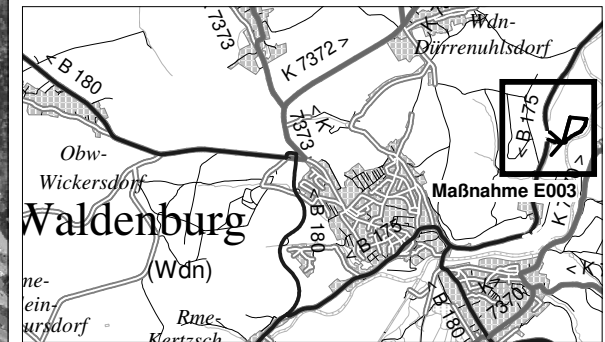 Wdn-
Dürrenuhlsdorf
7373
K 7372 >
< B 180
< B 175
< K
7373
Obw-
Wickersdorf
Maßnahme E003
Waldenburg
(Wdn)
< B 180
< B 175
Rme-
Kertzsch
B 180
7370
< K